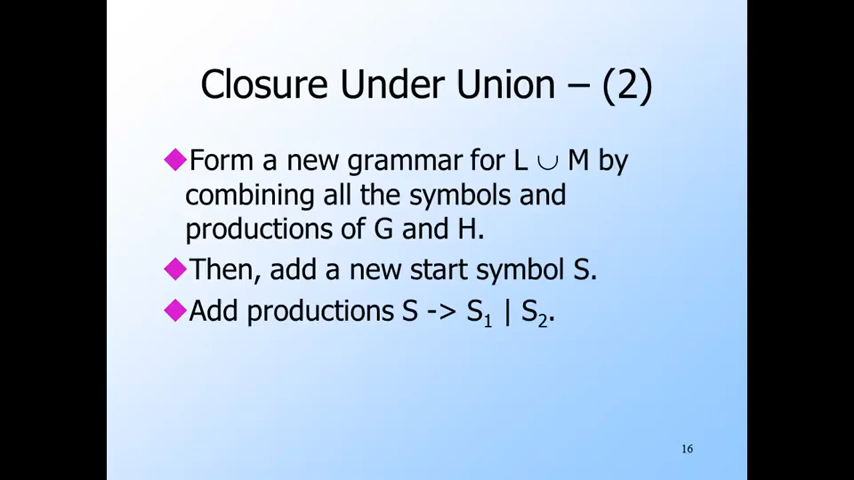 Closure Under Union – (2)
◆Form a new grammar for L ∪ M by
combining all the symbols and
productions of G and H.
◆Then, add a new start symbol S.
◆Add productions S -> S₁ | S₂.
16